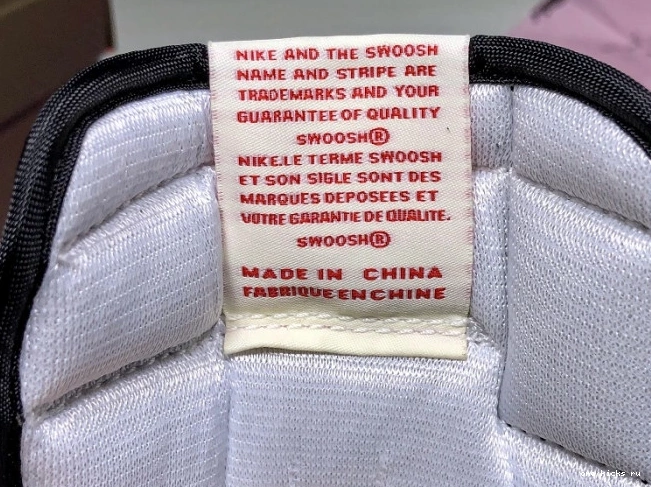 NIKE AND THE SWOOSH
NAME AND STRIPE ARE
TRADEMARKS AND YOUR
GUARANTEE OF QUALITY
SWOOSH®
NIKE.LE TERME SWOOSH
ET SON SIGLE SONT DES
MARQUES DEPOSEES ET
VOTRE GARANTIE DE QUALITE.
SWOOSH®
MADE IN CHINA
FABRIQUE EN CHINE